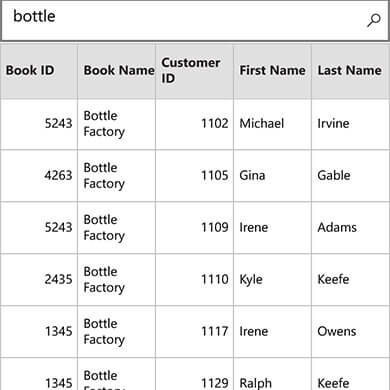 bottle
Book ID Book Name Customer ID First Name Last Name
5243 Bottle Factory 1102 Michael Irvine
4263 Bottle Factory 1105 Gina Gable
5243 Bottle Factory 1109 Irene Adams
2435 Bottle Factory 1110 Kyle Keefe
1345 Bottle Factory 1117 Irene Owens
1345 Bottle Factory 1129 Ralph Keefe